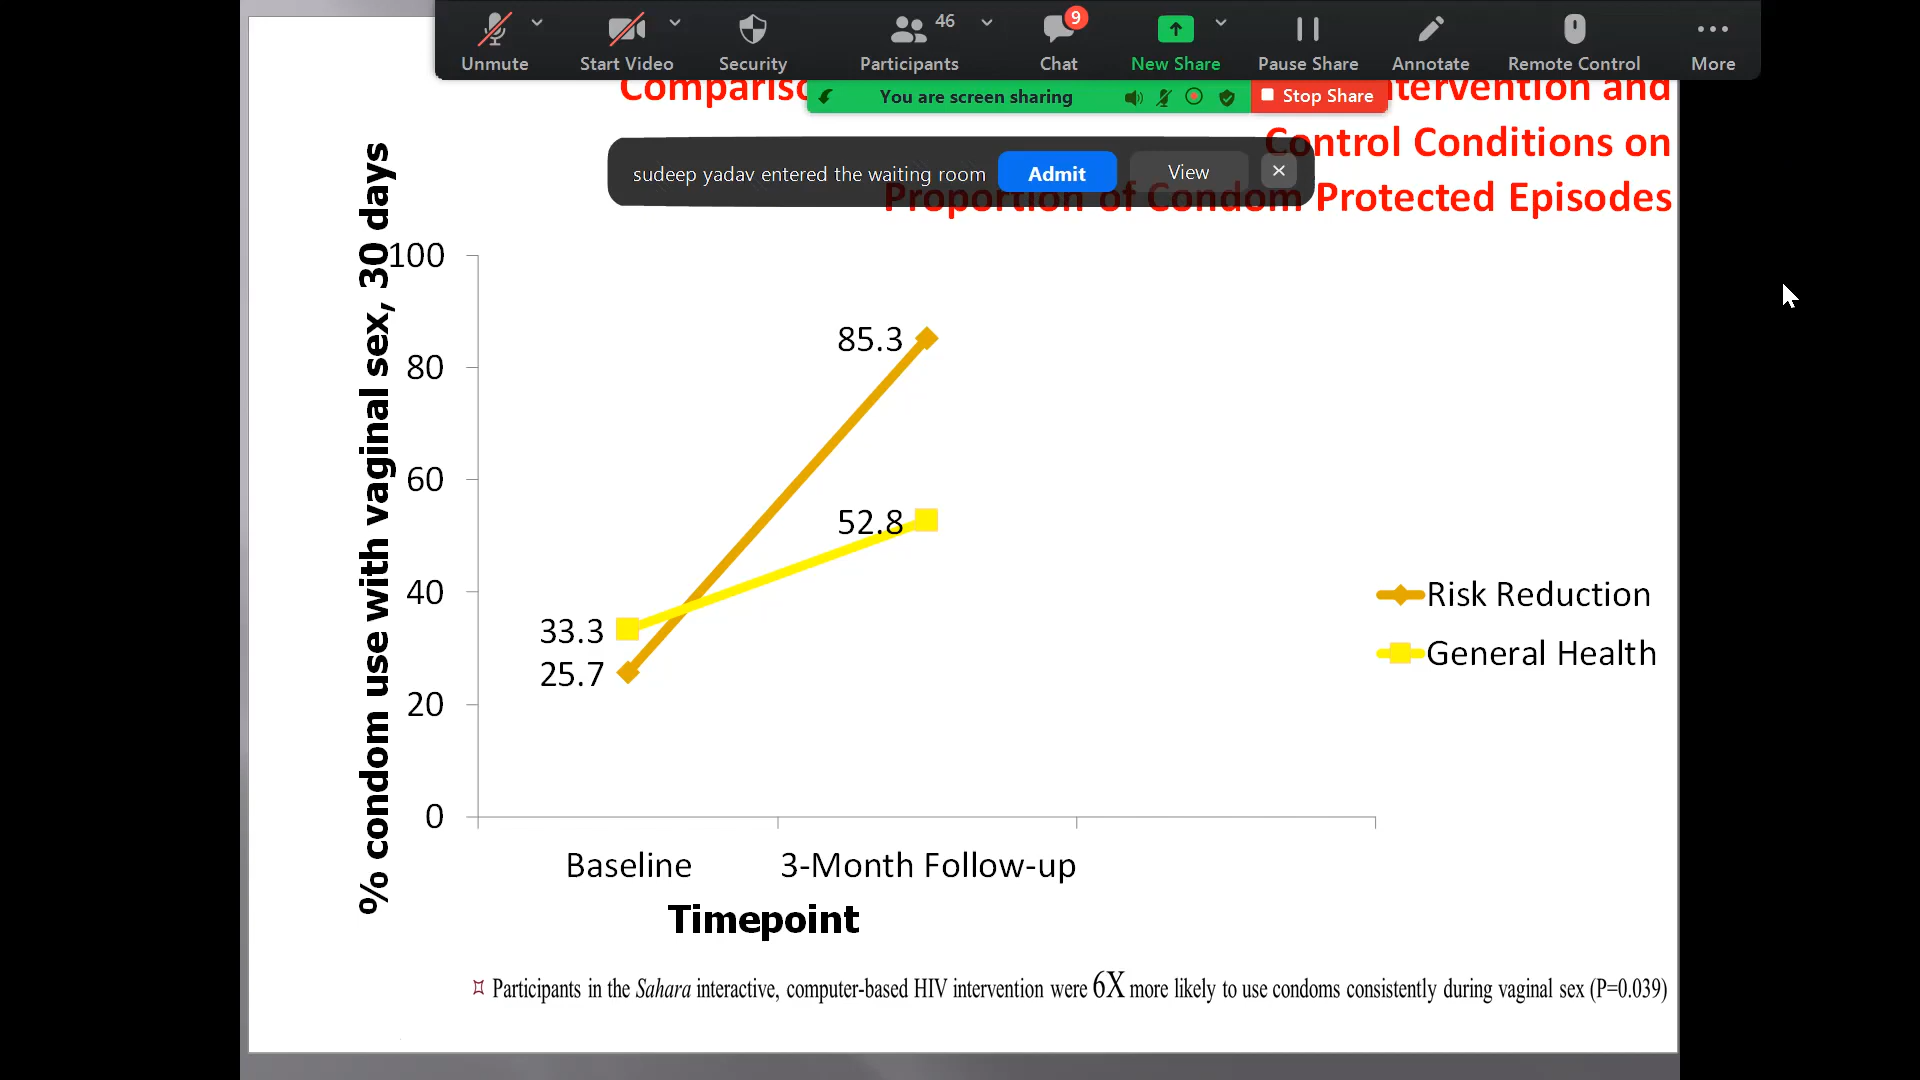 Unmute
Start Video
Security
46
Participants
9
Chat
New Share
Pause Share
Annotate
Remote Control
More
You are screen sharing
Stop Share
and
Control Conditions on
sudeep yadav entered the waiting room
Admit
View
Proportion of Condom Protected Episodes
% condom use with vaginal sex, 30 days
100
80
60
40
20
0
85.3
52.8
33.3
25.7
Risk Reduction
General Health
Baseline
3-Month Follow-up
Timepoint
Participants in the Sahara interactive, computer-based HIV intervention were 6X more likely to use condoms consistently during vaginal sex (P=0.039)